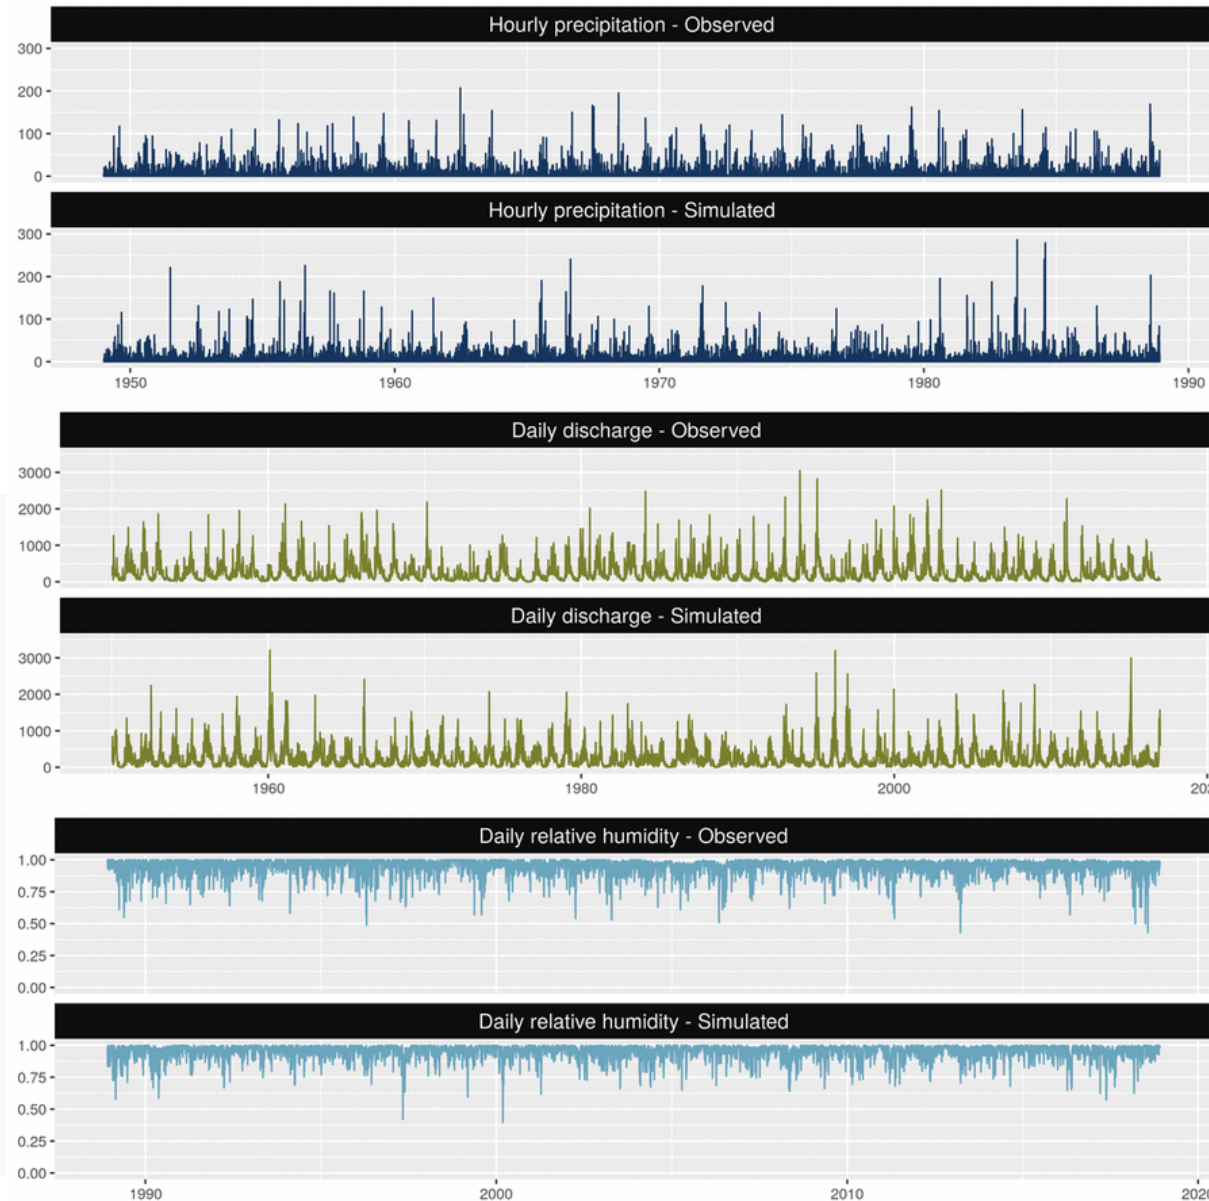 Hourly precipitation - Observed
300
200
100
0
Hourly precipitation - Simulated
300
200
100
0
1950 1960 1970 1980 1990
Daily discharge - Observed
3000
2000
1000
0
Daily discharge - Simulated
3000
2000
1000
0
1960 1980 2000
Daily relative humidity - Observed
1.00
0.75
0.50
0.25
0.00
Daily relative humidity - Simulated
1.00
0.75
0.50
0.25
0.00
1990 2000 2010 2020